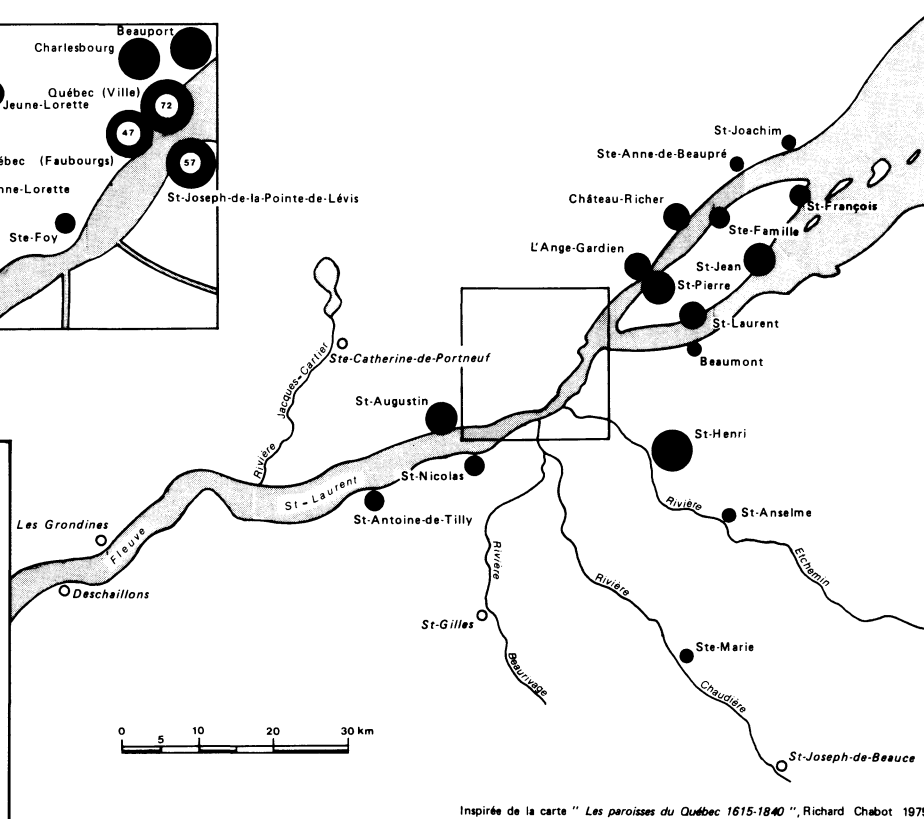 Beauport
Charlesbourg
Québec (Ville)
72
Jeune-Lorette
47
ébec (Faubourgs)
57
nne-Lorette
St-Joseph-de-la-Pointe-de-Lévis
Ste-Foy
St-Joachim
Ste-Anne-de-Beaupré
Château-Richer
St-François
Ste-Famille
L'Ange-Gardien
St-Jean
St-Pierre
St-Laurent
Beaumont
Ste-Catherine-de-Portneuf
Rivière Jacques-Cartier
St-Augustin
St-Henri
St-Nicolas
Fleuve St-Laurent
St-Antoine-de-Tilly
Rivière Etchemin
St-Anselme
Les Grondines
Deschaillons
Rivière Beaurivage
St-Gilles
Rivière Chaudière
Ste-Marie
St-Joseph-de-Beauce
0 5 10 20 30 km
Inspirée de la carte " Les paroisses du Québec 1615-1840 ", Richard Chabot 1975